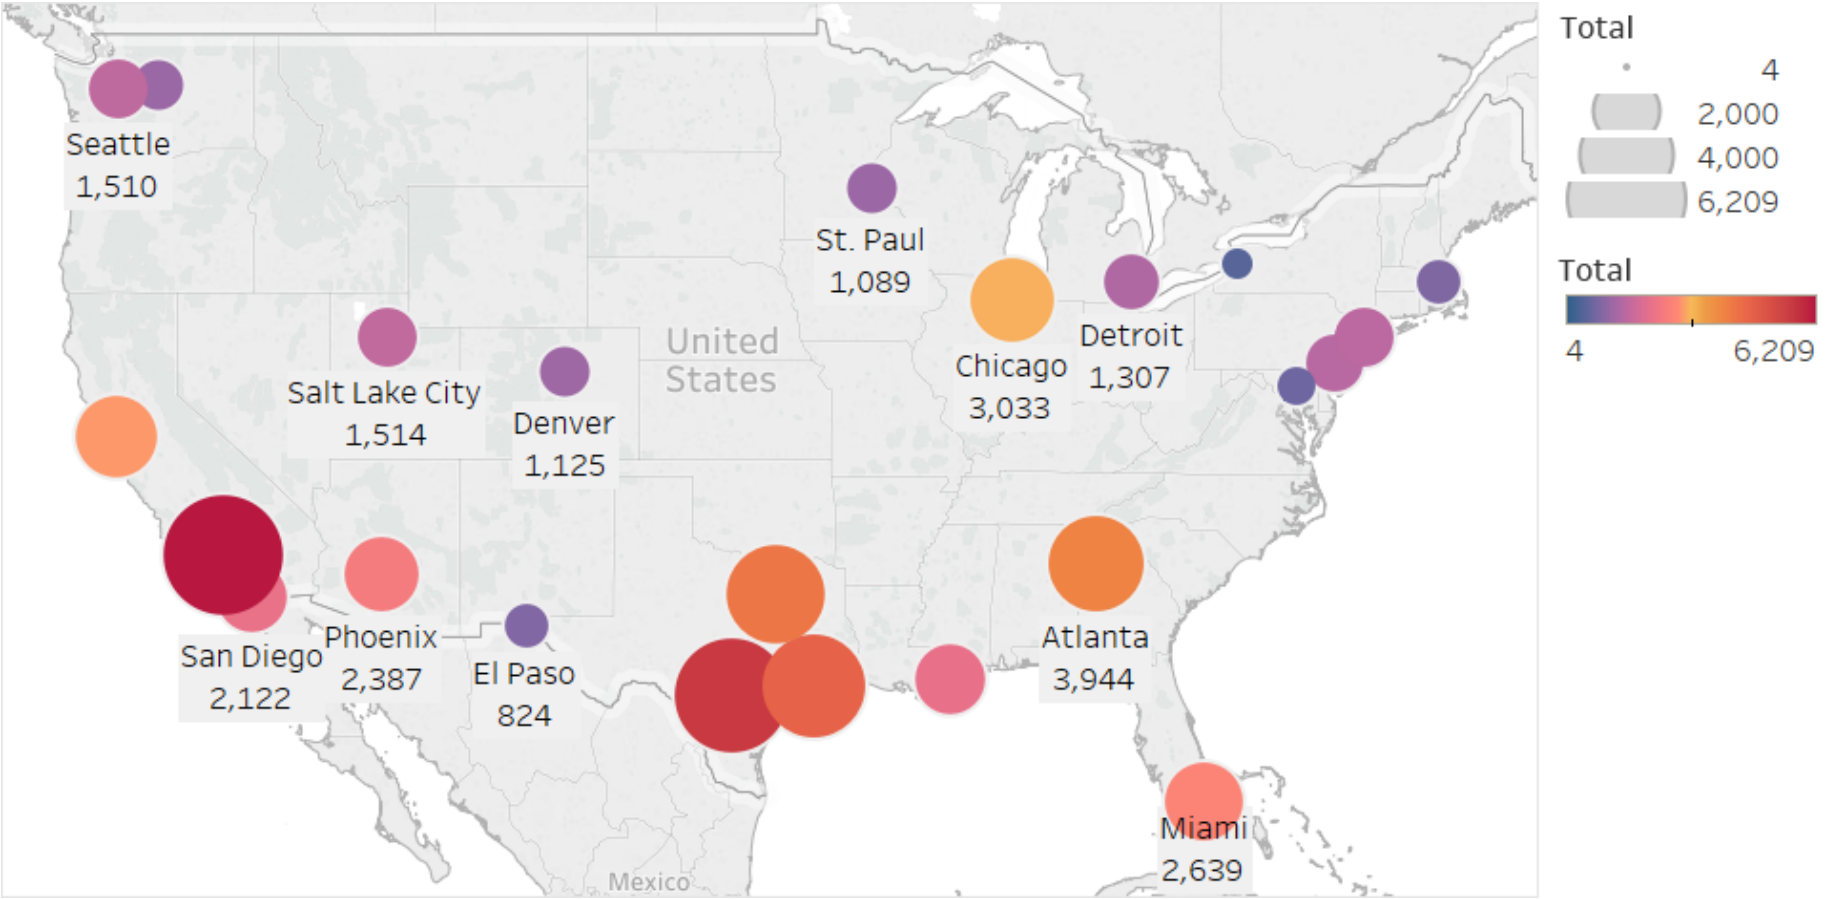 Seattle
1,510
St. Paul
1,089
United
States
Salt Lake City
1,514
Denver
1,125
Chicago
3,033
Detroit
1,307
San Diego
2,122
Phoenix
2,387
El Paso
824
Atlanta
3,944
Miami
2,639
Mexico
Total
4
2,000
4,000
6,209
Total
4
6,209